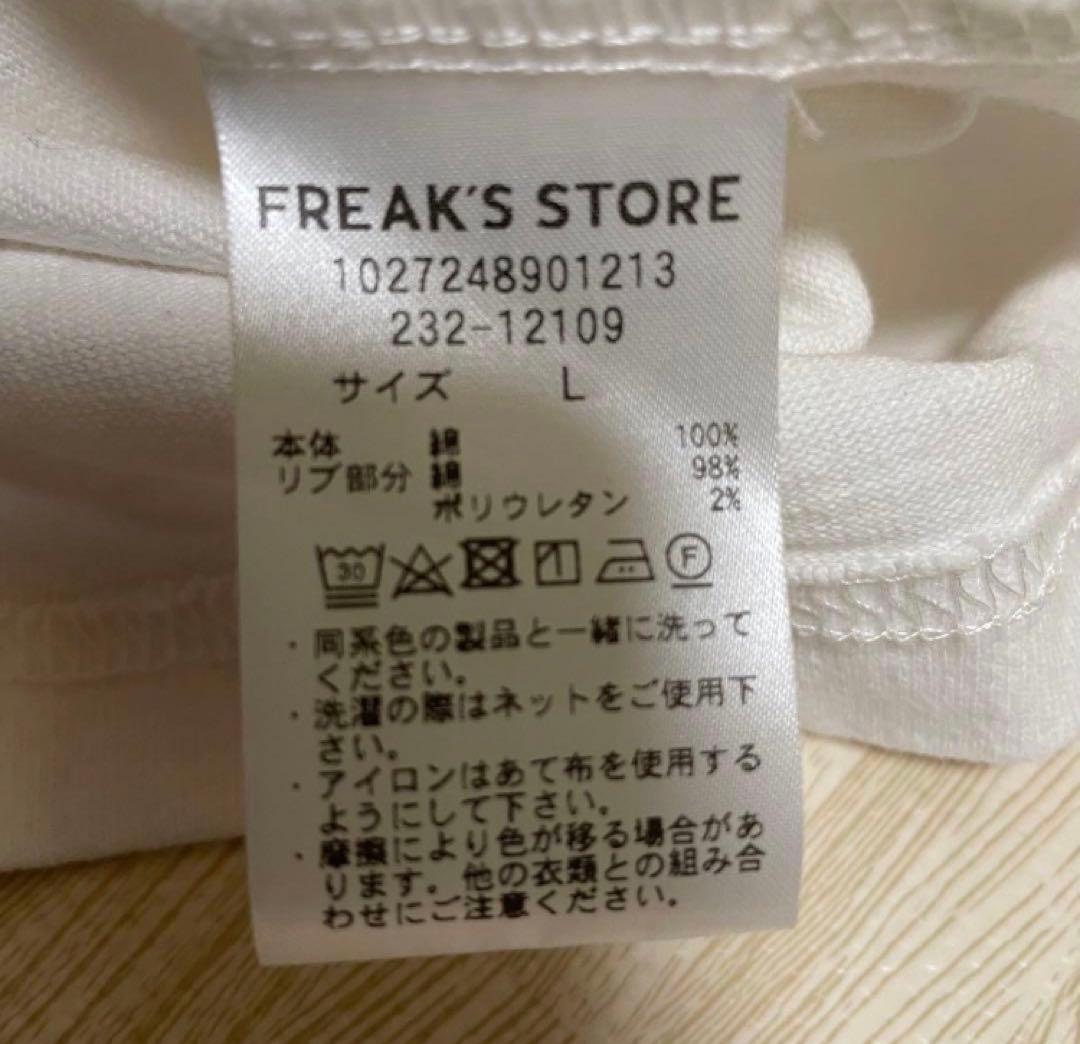 FREAK'S STORE
1027248901213
232-12109
サイズ L
本体 綿 100%
リブ部分 綿 98%
ポリウレタン 2%
30 F
・同系色の製品と一緒に洗って
ください。
・洗濯の際はネットをご使用下
さい。
・アイロンはあて布を使用する
ようにして下さい。
・摩擦により色が移る場合があ
ります。他の衣類との組み合
わせにご注意ください。